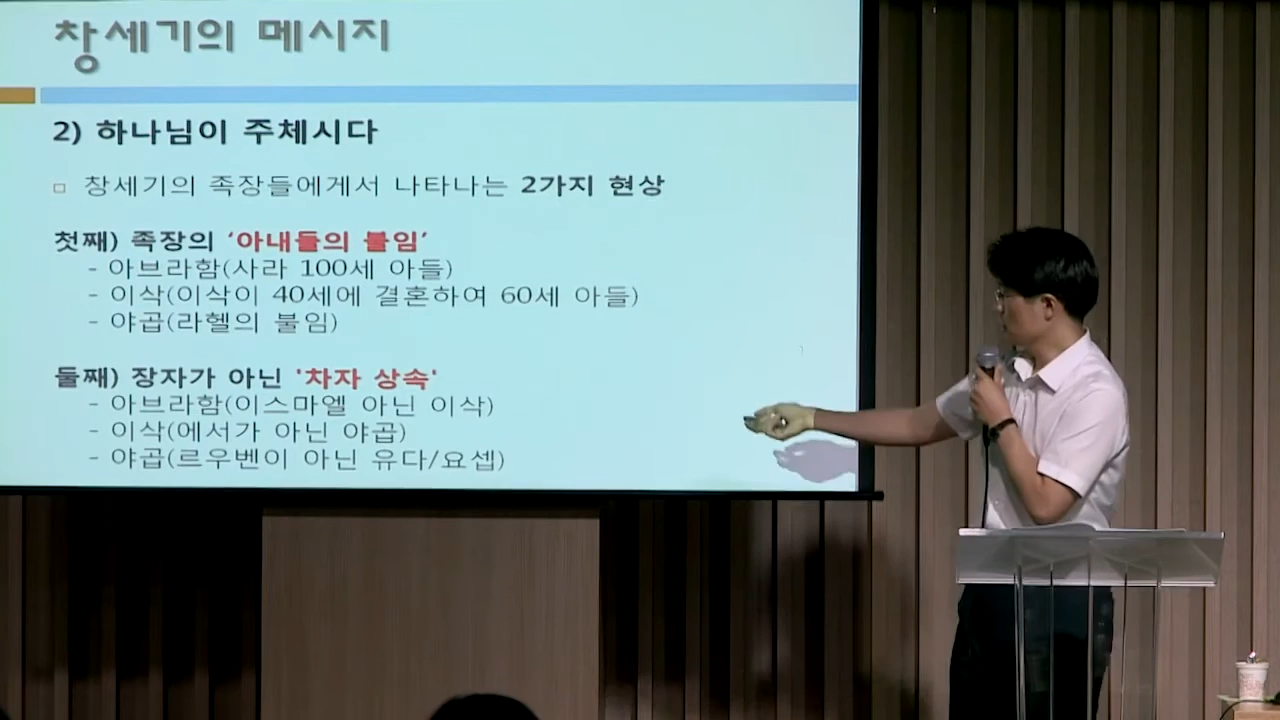 창세기의 메시지
2) 하나님이 주체시다
창세기의 족장들에게서 나타나는 2가지 현상
첫째) 족장의 '아내들의 불임'
- 아브라함(사라 100세 아들)
- 이삭(이삭이 40세에 결혼하여 60세 아들)
- 야곱(라헬의 불임)
둘째) 장자가 아닌 '차자 상속'
- 아브라함(이스마엘 아닌 이삭)
- 이삭(에서가 아닌 야곱)
- 야곱(르우벤이 아닌 유다/요셉)